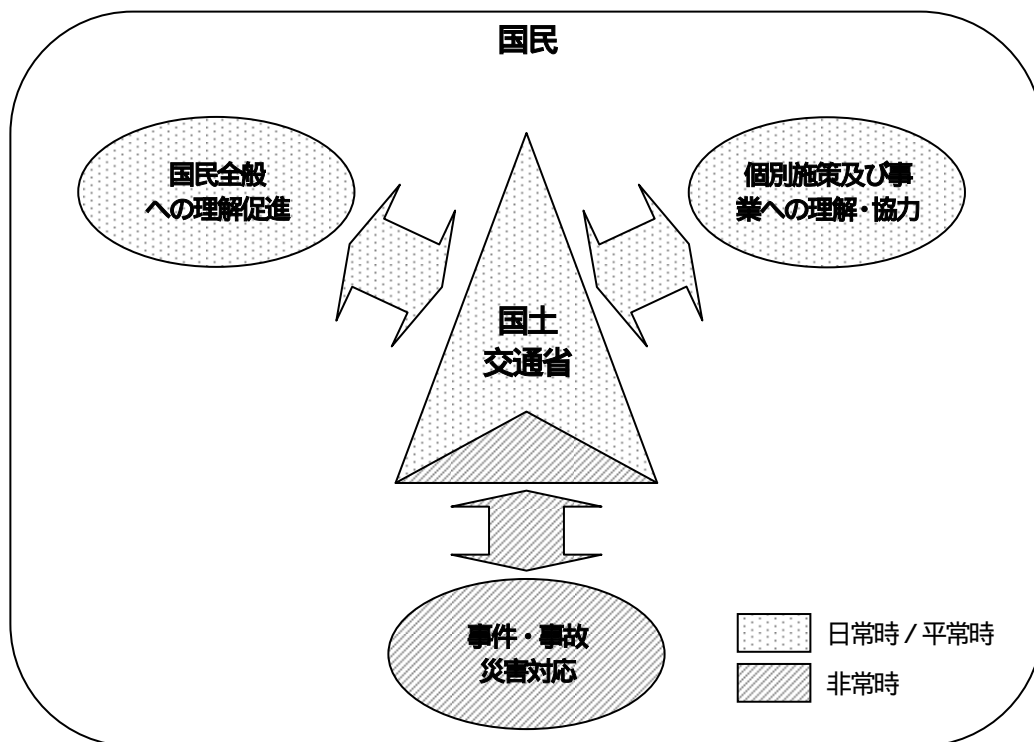 国民
国民全般
への理解促進
個別施策及び事
業への理解・協力
国土
交通省
事件・事故
災害対応
日常時 / 平常時
非常時